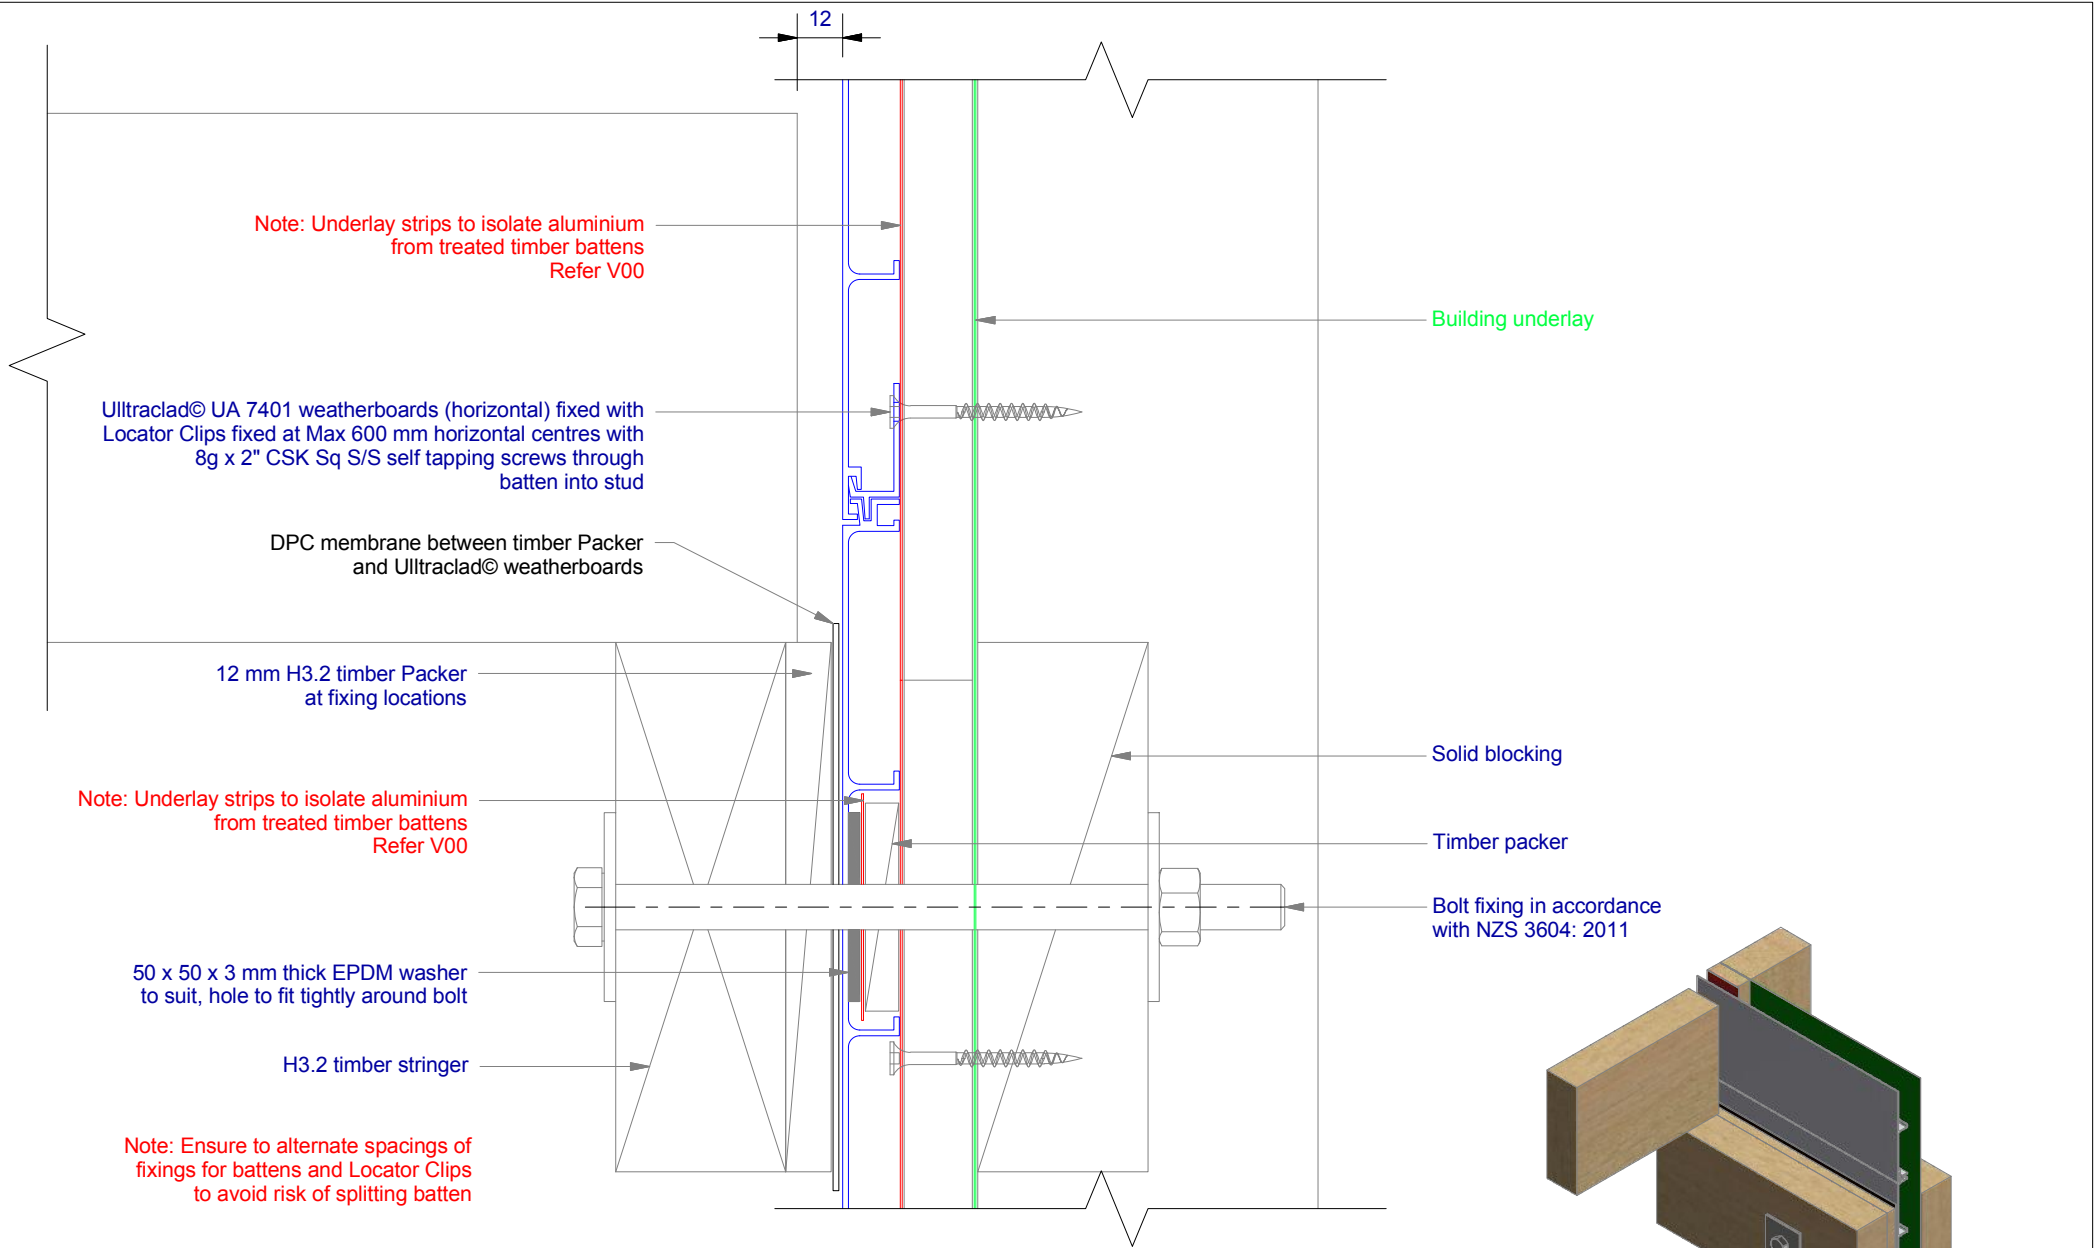 12
Note: Underlay strips to isolate aluminium
from treated timber battens
Refer V00
Building underlay
Ulltraclad© UA 7401 weatherboards (horizontal) fixed with
Locator Clips fixed at Max 600 mm horizontal centres with
8g x 2" CSK Sq S/S self tapping screws through
batten into stud
DPC membrane between timber Packer
and Ulltraclad© weatherboards
12 mm H3.2 timber Packer
at fixing locations
Solid blocking
Note: Underlay strips to isolate aluminium
from treated timber battens
Refer V00
Timber packer
Bolt fixing in accordance
with NZS 3604: 2011
50 x 50 x 3 mm thick EPDM washer
to suit, hole to fit tightly around bolt
H3.2 timber stringer
Note: Ensure to alternate spacings of
fixings for battens and Locator Clips
to avoid risk of splitting batten